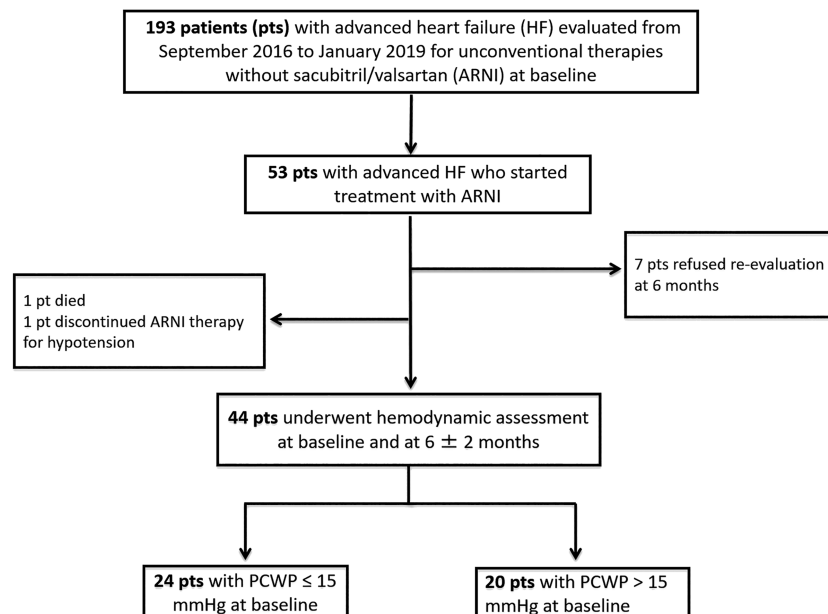 193 patients (pts) with advanced heart failure (HF) evaluated from
September 2016 to January 2019 for unconventional therapies
without sacubitril/valsartan (ARNI) at baseline
53 pts with advanced HF who started
treatment with ARNI
7 pts refused re-evaluation
at 6 months
1 pt died
1 pt discontinued ARNI therapy
for hypotension
44 pts underwent hemodynamic assessment
at baseline and at 6 ± 2 months
24 pts with PCWP ≤ 15
mmHg at baseline
20 pts with PCWP > 15
mmHg at baseline